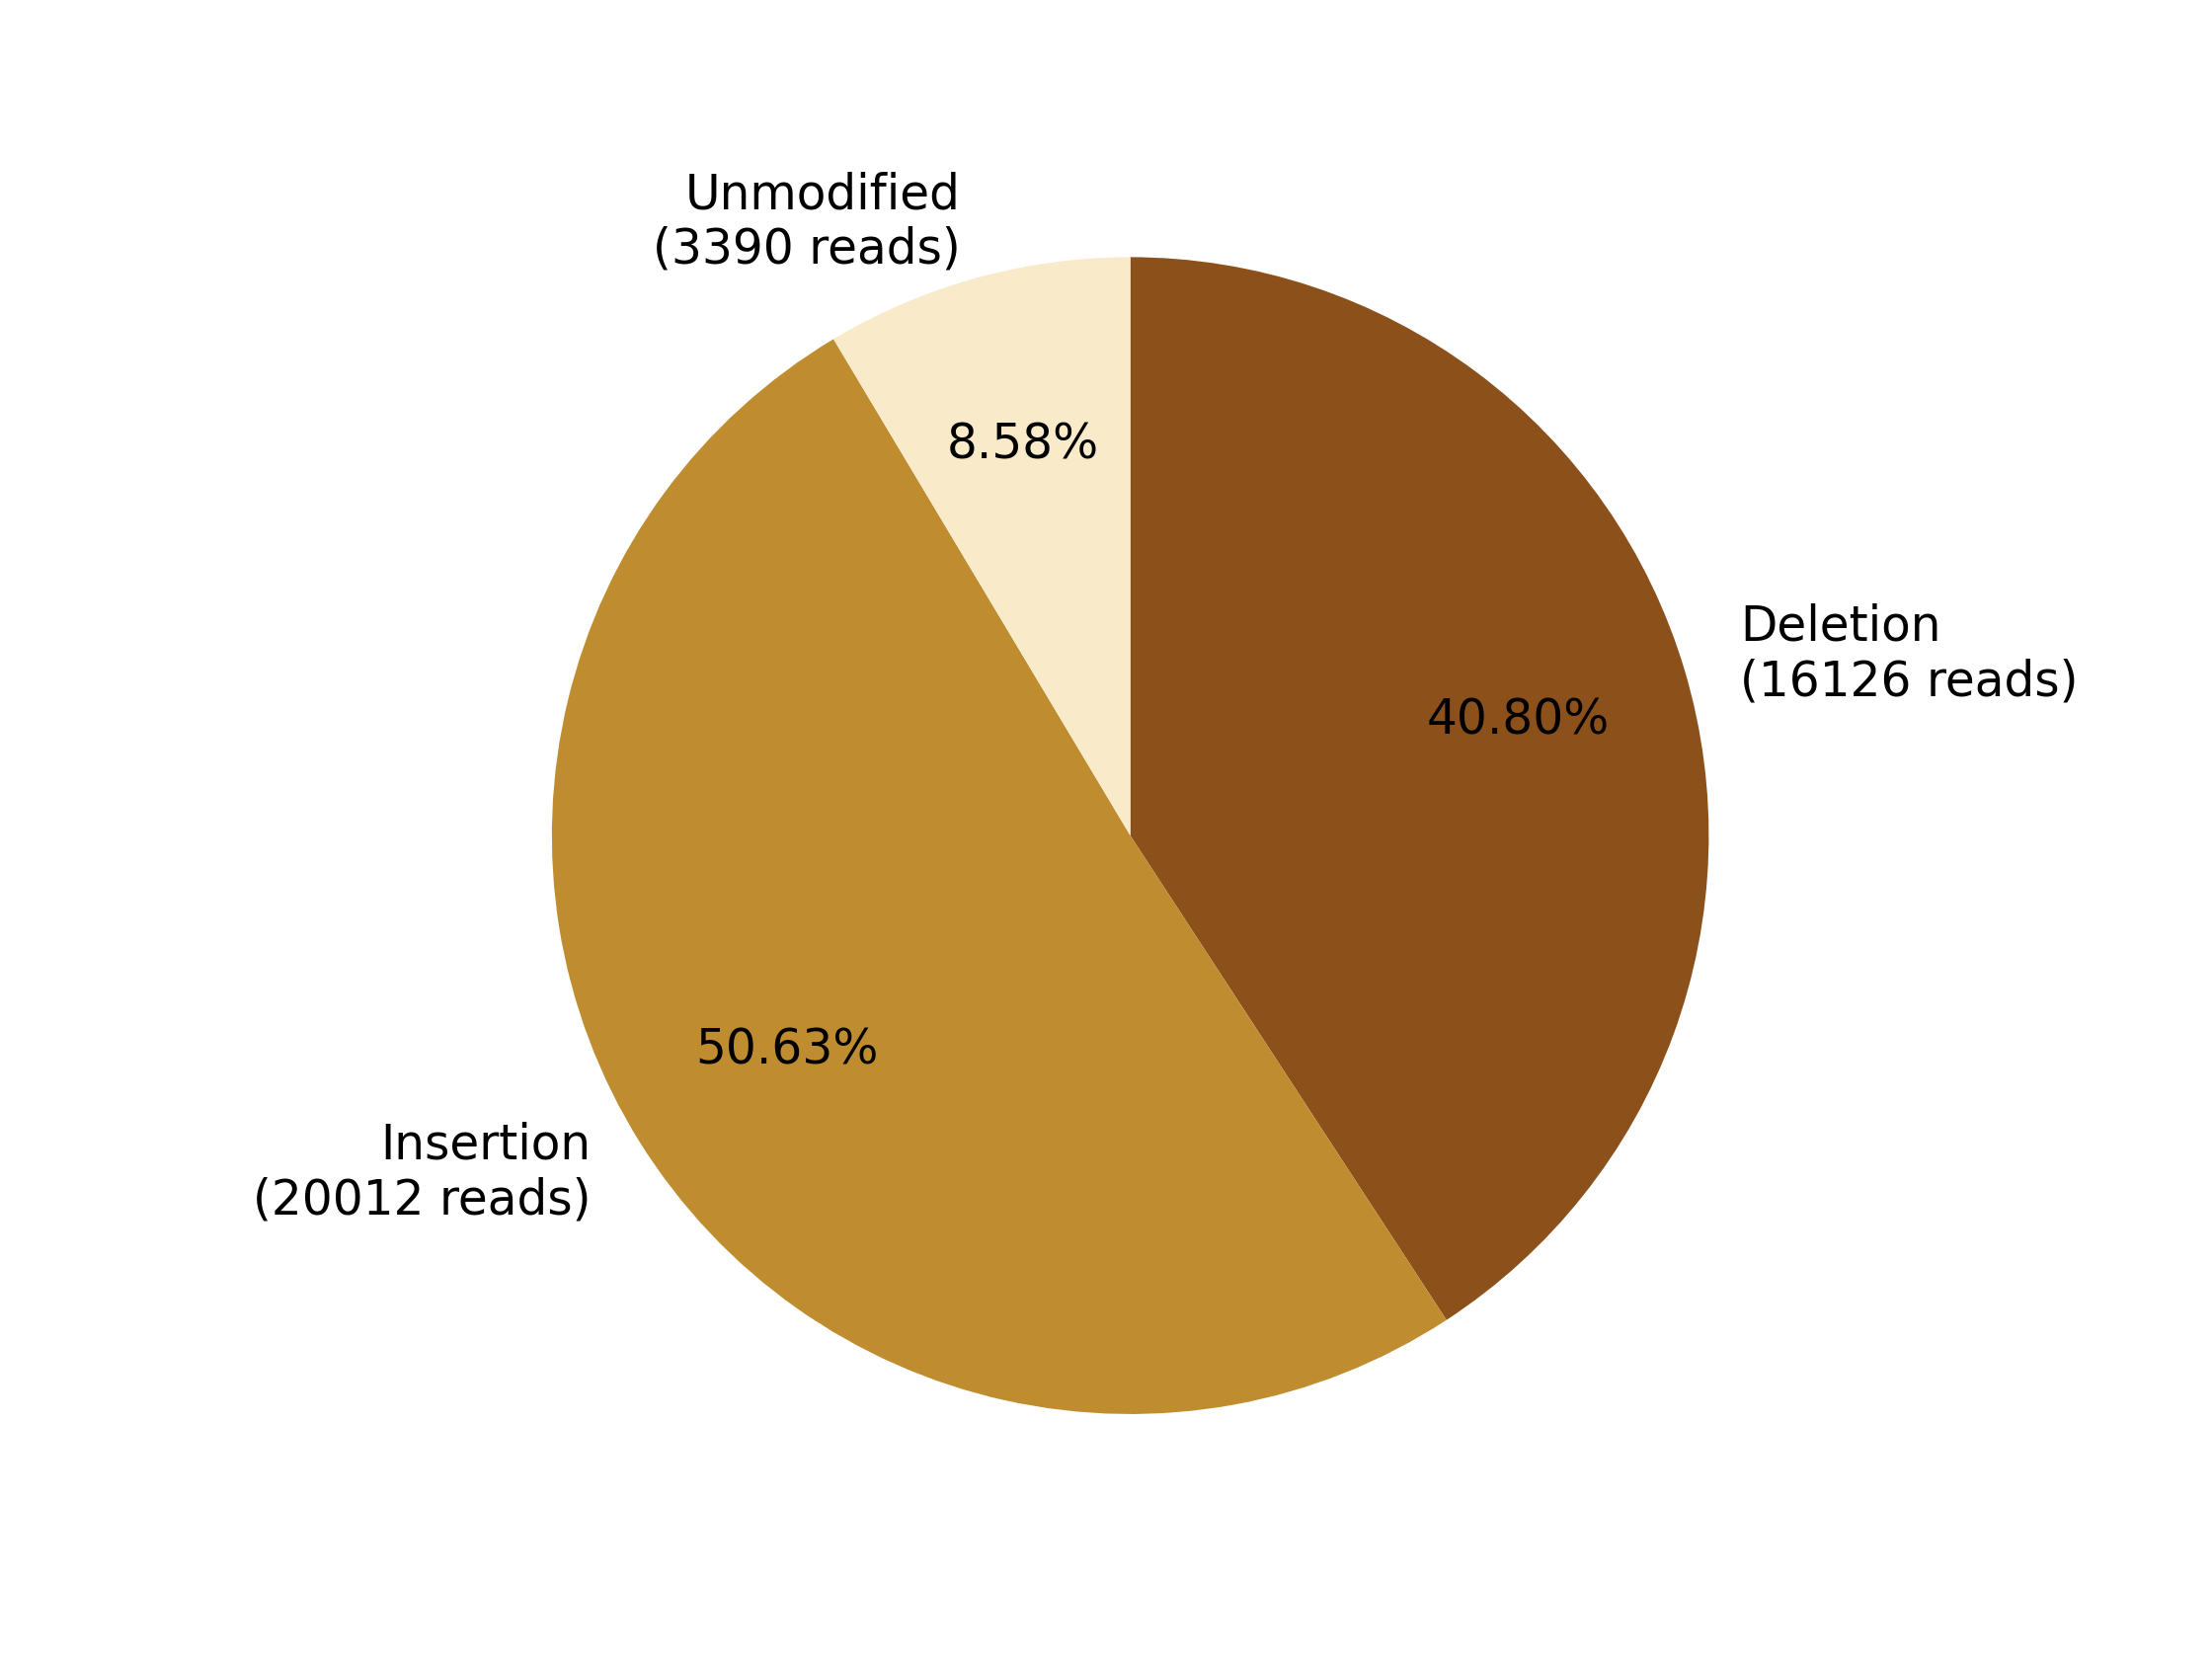 Unmodified
(3390 reads)
8.58%
Deletion
(16126 reads)
40.80%
50.63%
Insertion
(20012 reads)